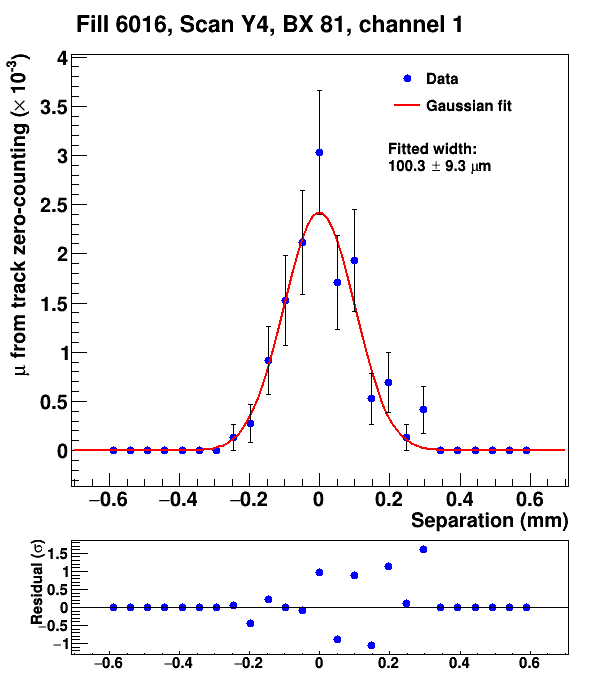 Fill 6016, Scan Y4, BX 81, channel 1
μ from track zero-counting (× 10⁻³)
4
3.5
3
2.5
2
1.5
1
0.5
0
Data
Gaussian fit
Fitted width:
100.3 ± 9.3 μm
−0.6 −0.4 −0.2 0 0.2 0.4 0.6
Separation (mm)
Residual (σ)
1.5
1
0.5
0
−0.5
−1
−0.6 −0.4 −0.2 0 0.2 0.4 0.6